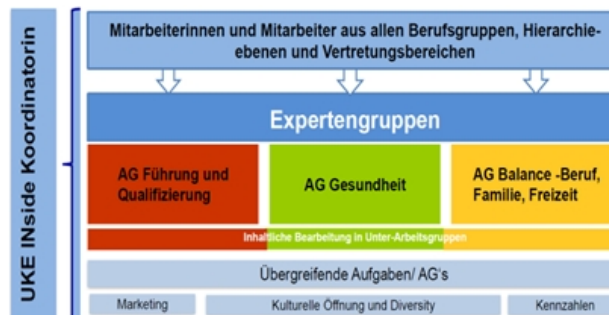 UKE INside Koordinatorin
Mitarbeiterinnen und Mitarbeiter aus allen Berufsgruppen, Hierarchie-
ebenen und Vertretungsbereichen
Expertengruppen
AG Führung und
Qualifizierung
AG Gesundheit
AG Balance -Beruf,
Familie, Freizeit
Inhaltliche Bearbeitung in Unter-Arbeitsgruppen
Übergreifende Aufgaben/ AG's
Marketing
Kulturelle Öffnung und Diversity
Kennzahlen